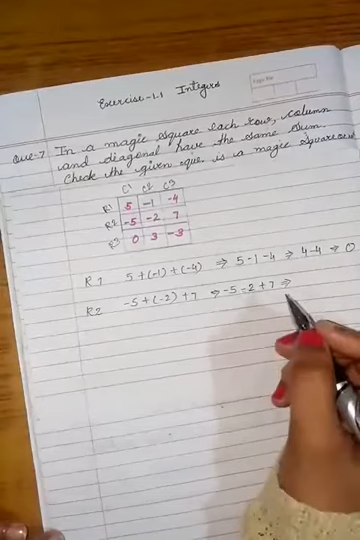 Exercise-1.1 Integers
Que-7 In a magic square each row, column
and diagonal have the same sum.
Check the given que. is a magic square or
C1 C2 C3
R1 5 -1 -4
R2 -5 -2 7
R3 0 3 -3
R1 5+(-1)+(-4) ⇒ 5-1-4 ⇒ 4-4 ⇒ 0
R2 -5+(-2)+7 ⇒ -5-2+7 ⇒